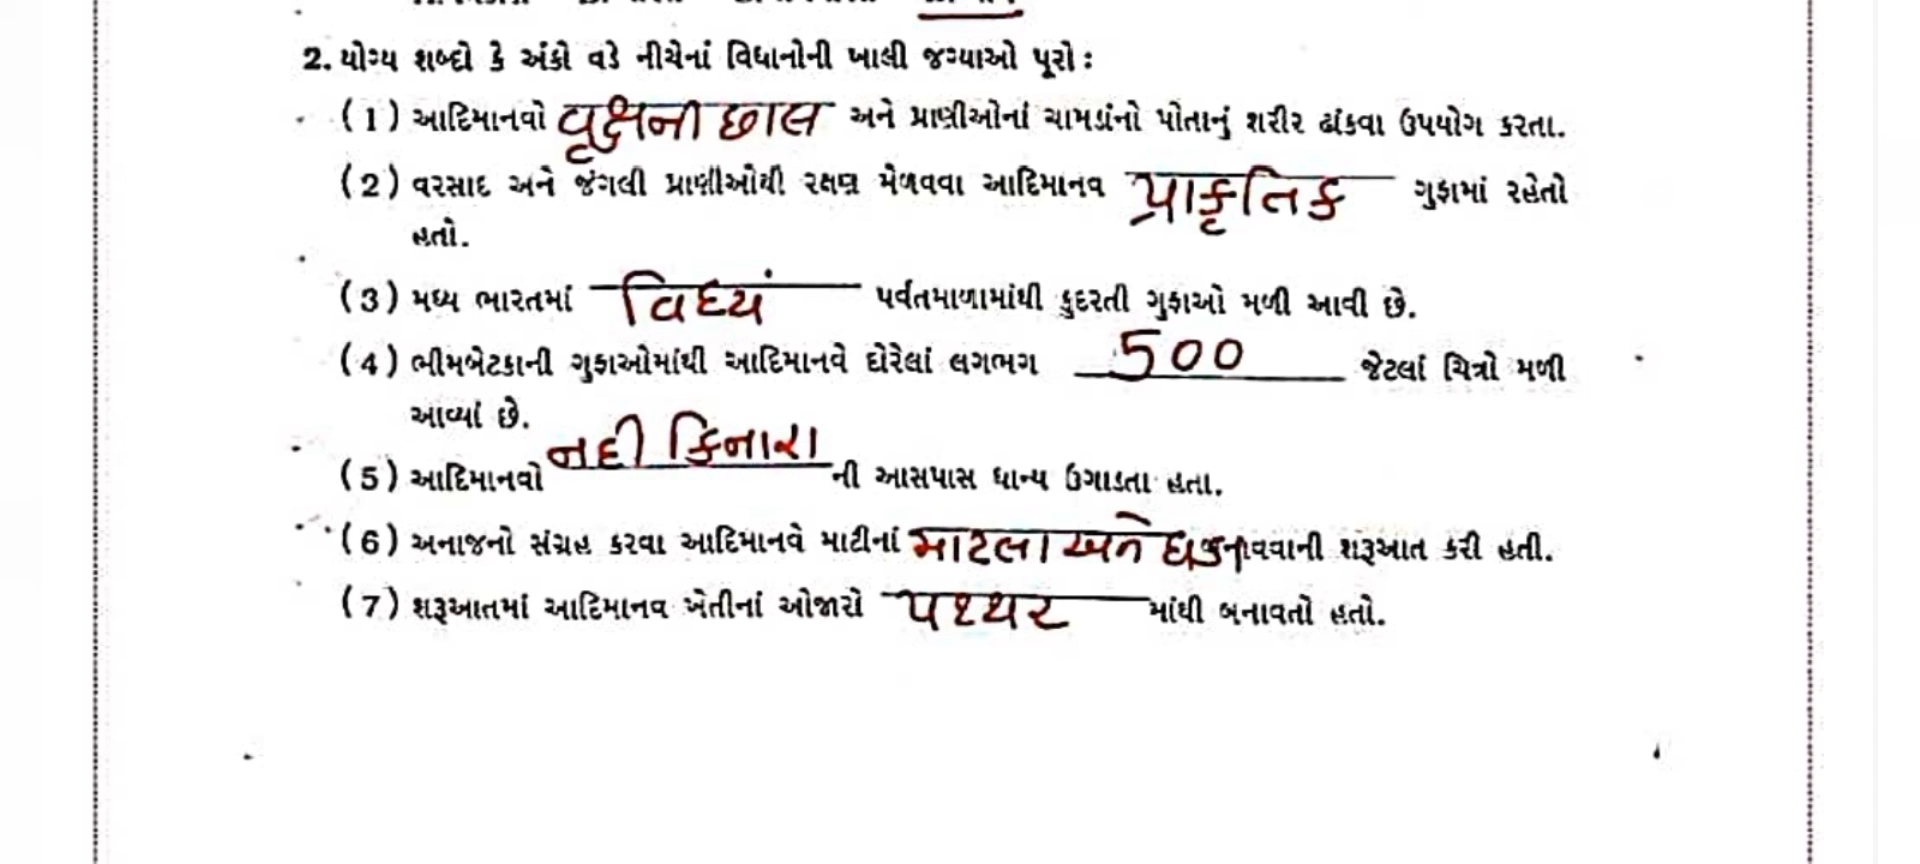 2. યોગ્ય શબ્દો કે અંકો વડે નીચેનાં વિધાનોની ખાલી જગ્યાઓ પૂરો :
(1) આદિમાનવો વૃક્ષની છાલ અને પ્રાણીઓનાં ચામડાંનો પોતાનું શરીર ઢાંકવા ઉપયોગ કરતા.
(2) વરસાદ અને જંગલી પ્રાણીઓથી રક્ષણ મેળવવા આદિમાનવ પ્રાકૃતિક ગુફામાં રહેતો
હતો.
(3) મધ્ય ભારતમાં વિધ્યં પર્વતમાળામાંથી કુદરતી ગુફાઓ મળી આવી છે.
(4) ભીમબેટકાની ગુફાઓમાંથી આદિમાનવે દોરેલાં લગભગ 500 જેટલાં ચિત્રો મળી
આવ્યાં છે.
(5) આદિમાનવો નદી કિનારા ની આસપાસ ધાન્ય ઉગાડતા હતા.
(6) અનાજનો સંગ્રહ કરવા આદિમાનવે માટીનાં માટલા અને નાવવાની શરૂઆત કરી હતી.
(7) શરૂઆતમાં આદિમાનવ ખેતીનાં ઓજારો પથ્થર માંથી બનાવતો હતો.